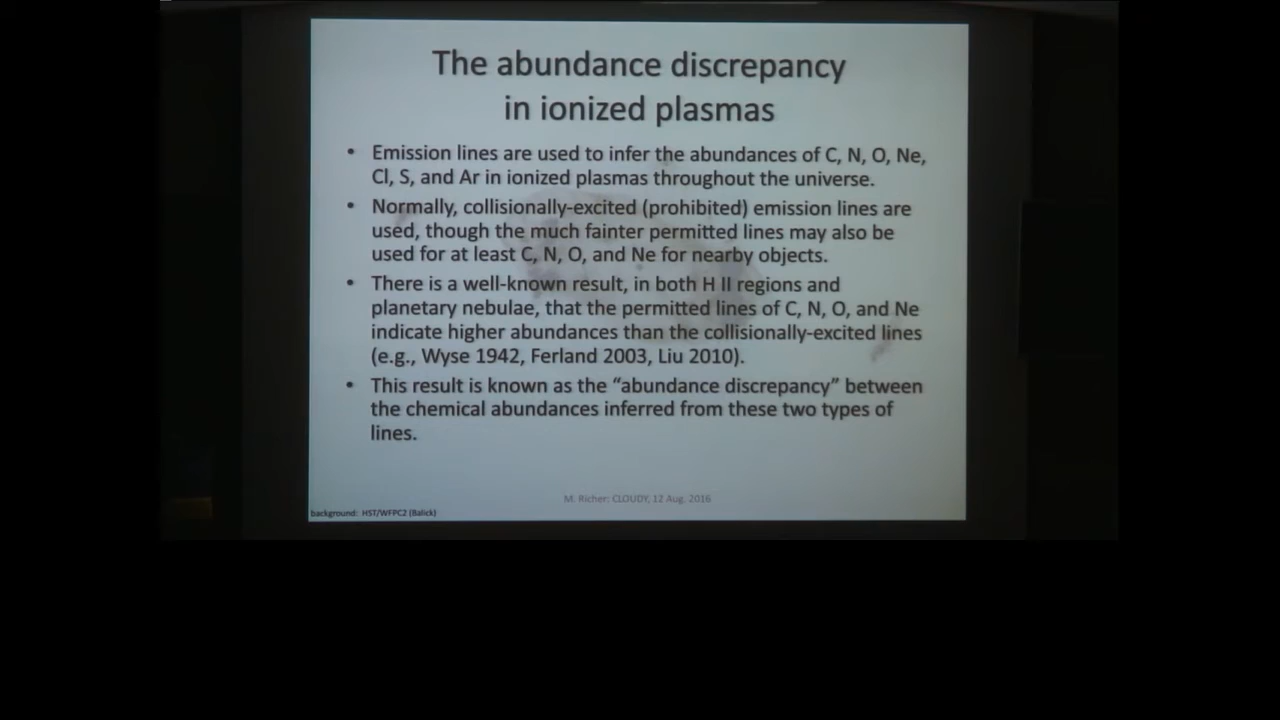 The abundance discrepancy
in ionized plasmas
• Emission lines are used to infer the abundances of C, N, O, Ne,
Cl, S, and Ar in ionized plasmas throughout the universe.
• Normally, collisionally-excited (prohibited) emission lines are
used, though the much fainter permitted lines may also be
used for at least C, N, O, and Ne for nearby objects.
• There is a well-known result, in both H II regions and
planetary nebulae, that the permitted lines of C, N, O, and Ne
indicate higher abundances than the collisionally-excited lines
(e.g., Wyse 1942, Ferland 2003, Liu 2010).
• This result is known as the “abundance discrepancy” between
the chemical abundances inferred from these two types of
lines.
M. Richer: CLOUDY, 12 Aug. 2016
background: HST/WFPC2 (Balick)